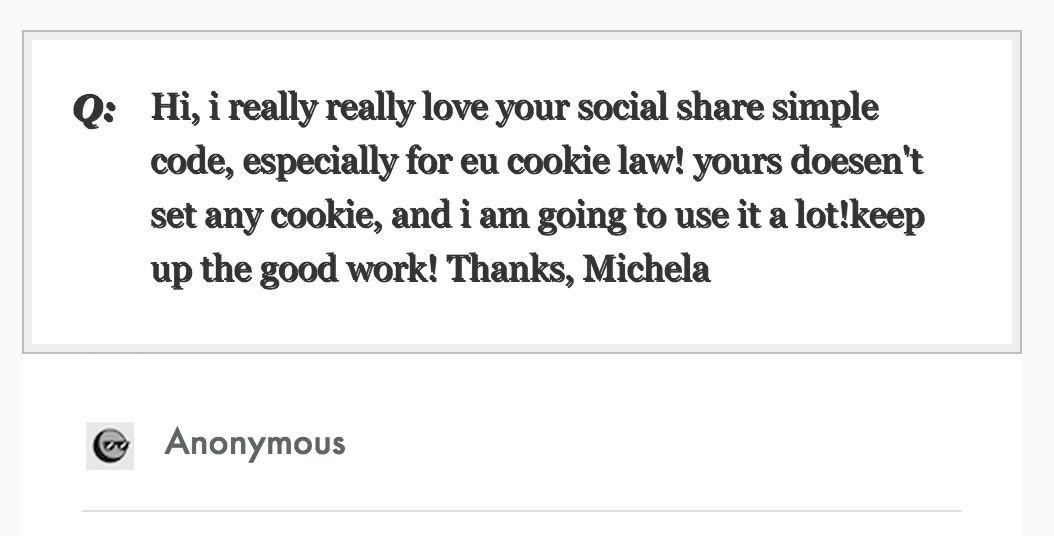 Q: Hi, i really really love your social share simple
code, especially for eu cookie law! yours doesen't
set any cookie, and i am going to use it a lot!keep
up the good work! Thanks, Michela
Anonymous